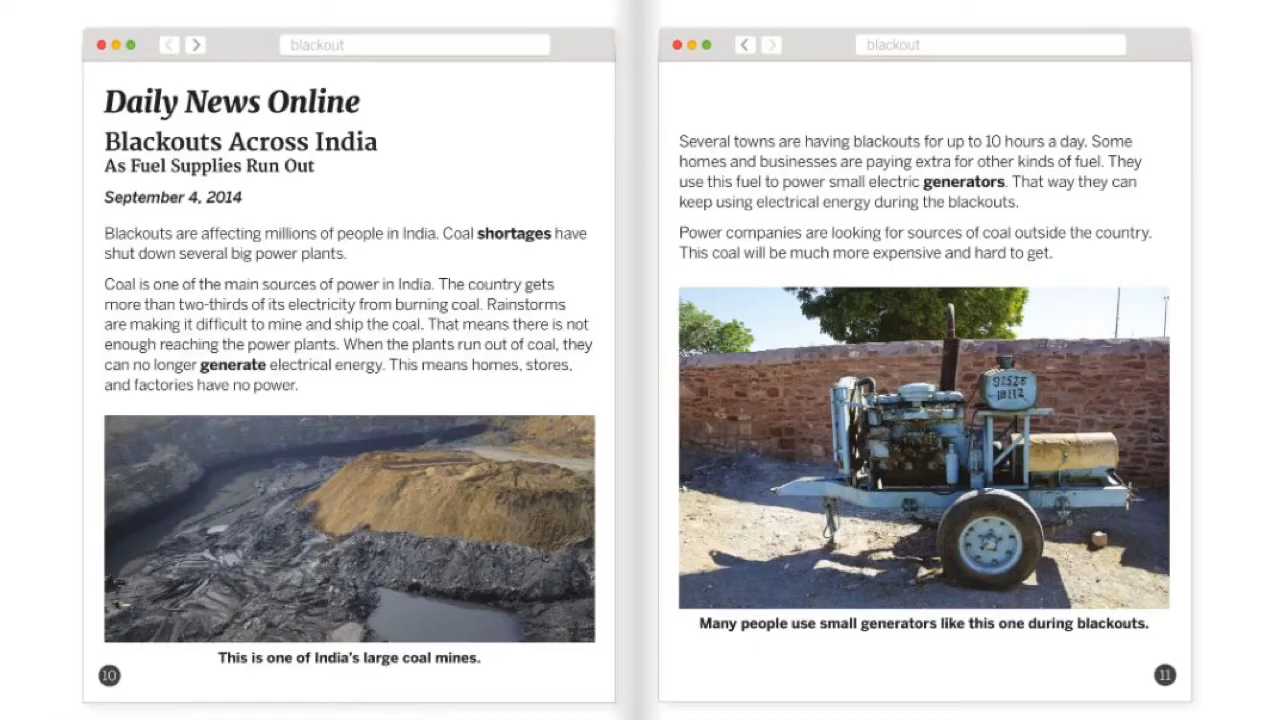 blackout
Daily News Online
Blackouts Across India
As Fuel Supplies Run Out
September 4, 2014
Blackouts are affecting millions of people in India. Coal shortages have
shut down several big power plants.
Coal is one of the main sources of power in India. The country gets
more than two-thirds of its electricity from burning coal. Rainstorms
are making it difficult to mine and ship the coal. That means there is not
enough reaching the power plants. When the plants run out of coal, they
can no longer generate electrical energy. This means homes, stores,
and factories have no power.
This is one of India's large coal mines.
10
blackout
Several towns are having blackouts for up to 10 hours a day. Some
homes and businesses are paying extra for other kinds of fuel. They
use this fuel to power small electric generators. That way they can
keep using electrical energy during the blackouts.
Power companies are looking for sources of coal outside the country.
This coal will be much more expensive and hard to get.
Many people use small generators like this one during blackouts.
11